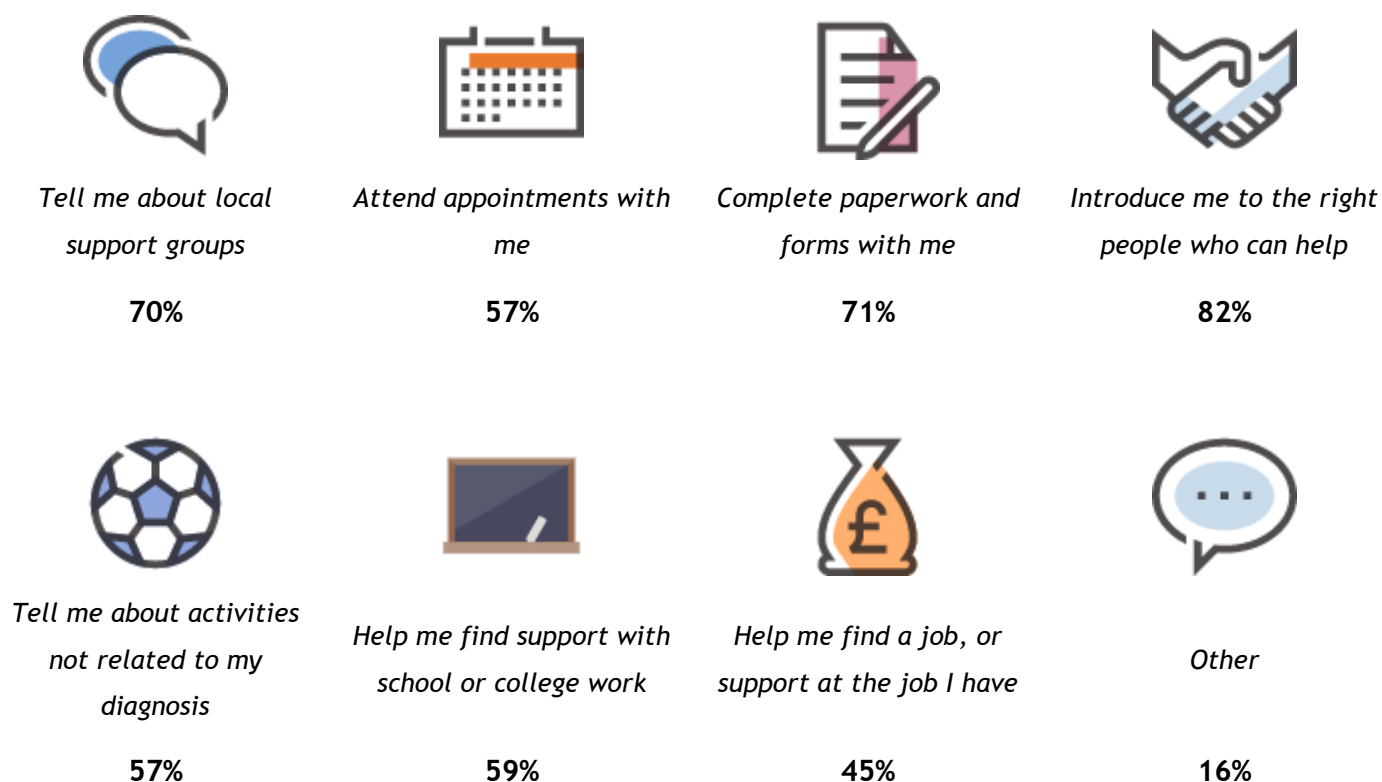 Tell me about local
support groups
70%
Attend appointments with
me
57%
Complete paperwork and
forms with me
71%
Introduce me to the right
people who can help
82%
£
Tell me about activities
not related to my
diagnosis
57%
Help me find support with
school or college work
59%
Help me find a job, or
support at the job I have
45%
Other
16%